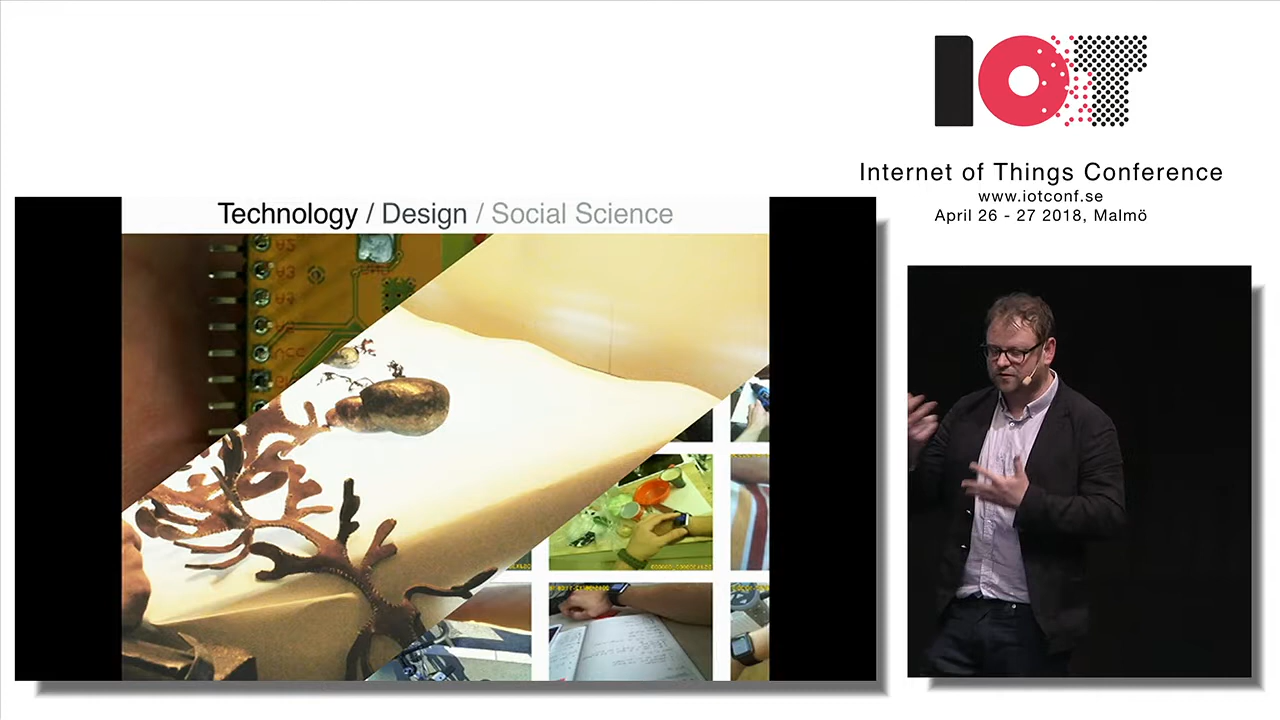 IOT
Internet of Things Conference
www.iotconf.se
April 26 - 27 2018, Malmö
Technology / Design / Social Science